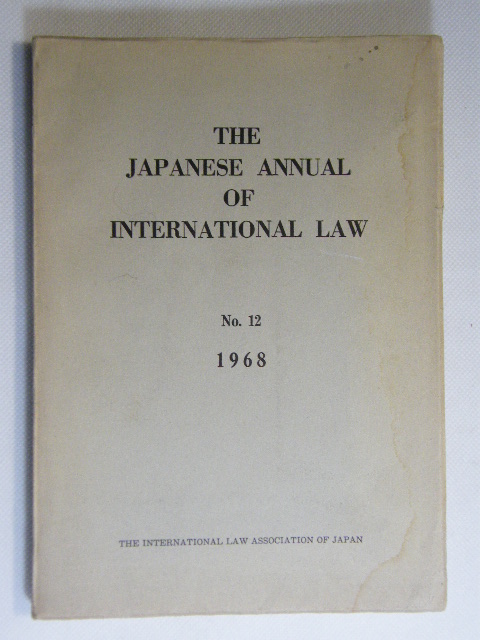 THE
JAPANESE ANNUAL
OF
INTERNATIONAL LAW
No. 12
1968
THE INTERNATIONAL LAW ASSOCIATION OF JAPAN